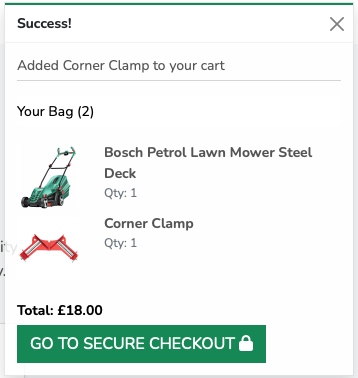 Success!
Added Corner Clamp to your cart
Your Bag (2)
Bosch Petrol Lawn Mower Steel
Deck
Qty: 1
Corner Clamp
Qty: 1
ity
y.
Total: £18.00
GO TO SECURE CHECKOUT